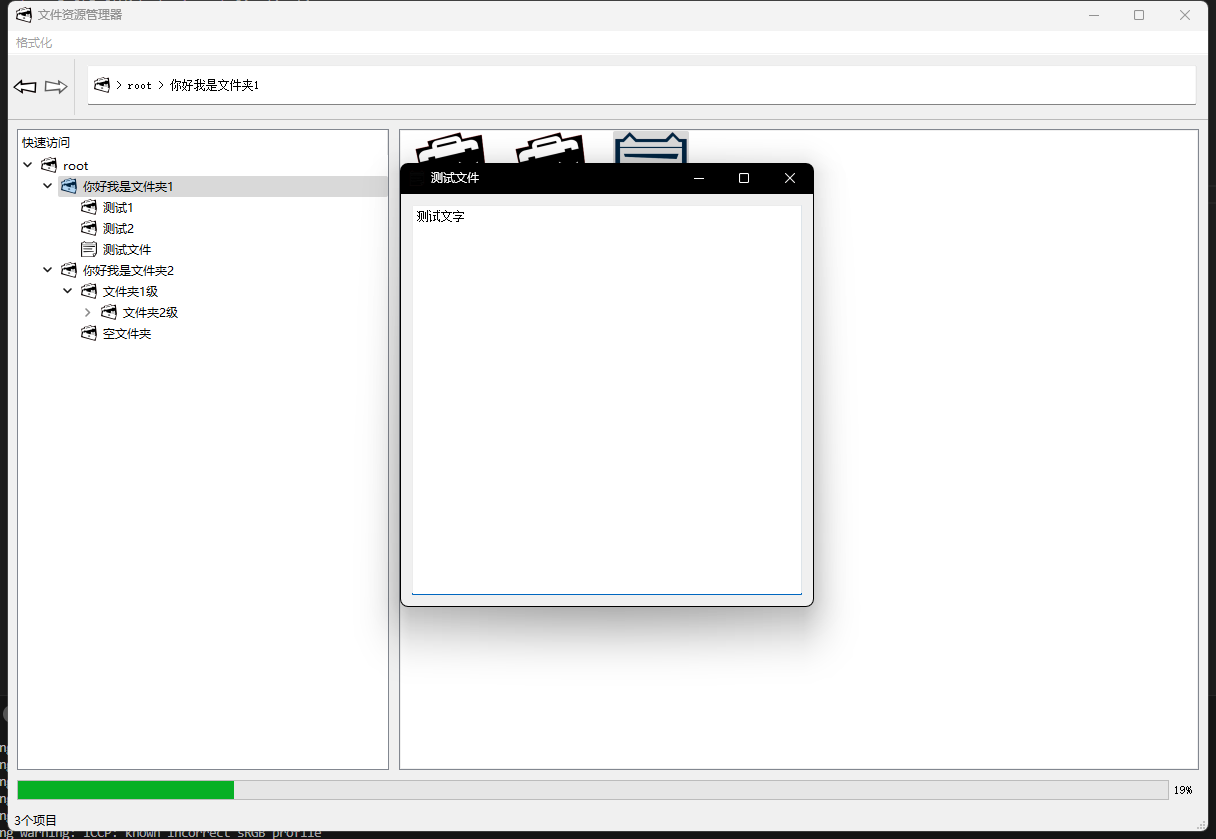 文件资源管理器
格式化
root
你好我是文件夹1
快速访问
root
你好我是文件夹1
测试1
测试2
测试文件
你好我是文件夹2
文件夹1级
文件夹2级
空文件夹
测试文件
测试文字
19%
3个项目
ng warning: iCCP: known incorrect sRGB profile